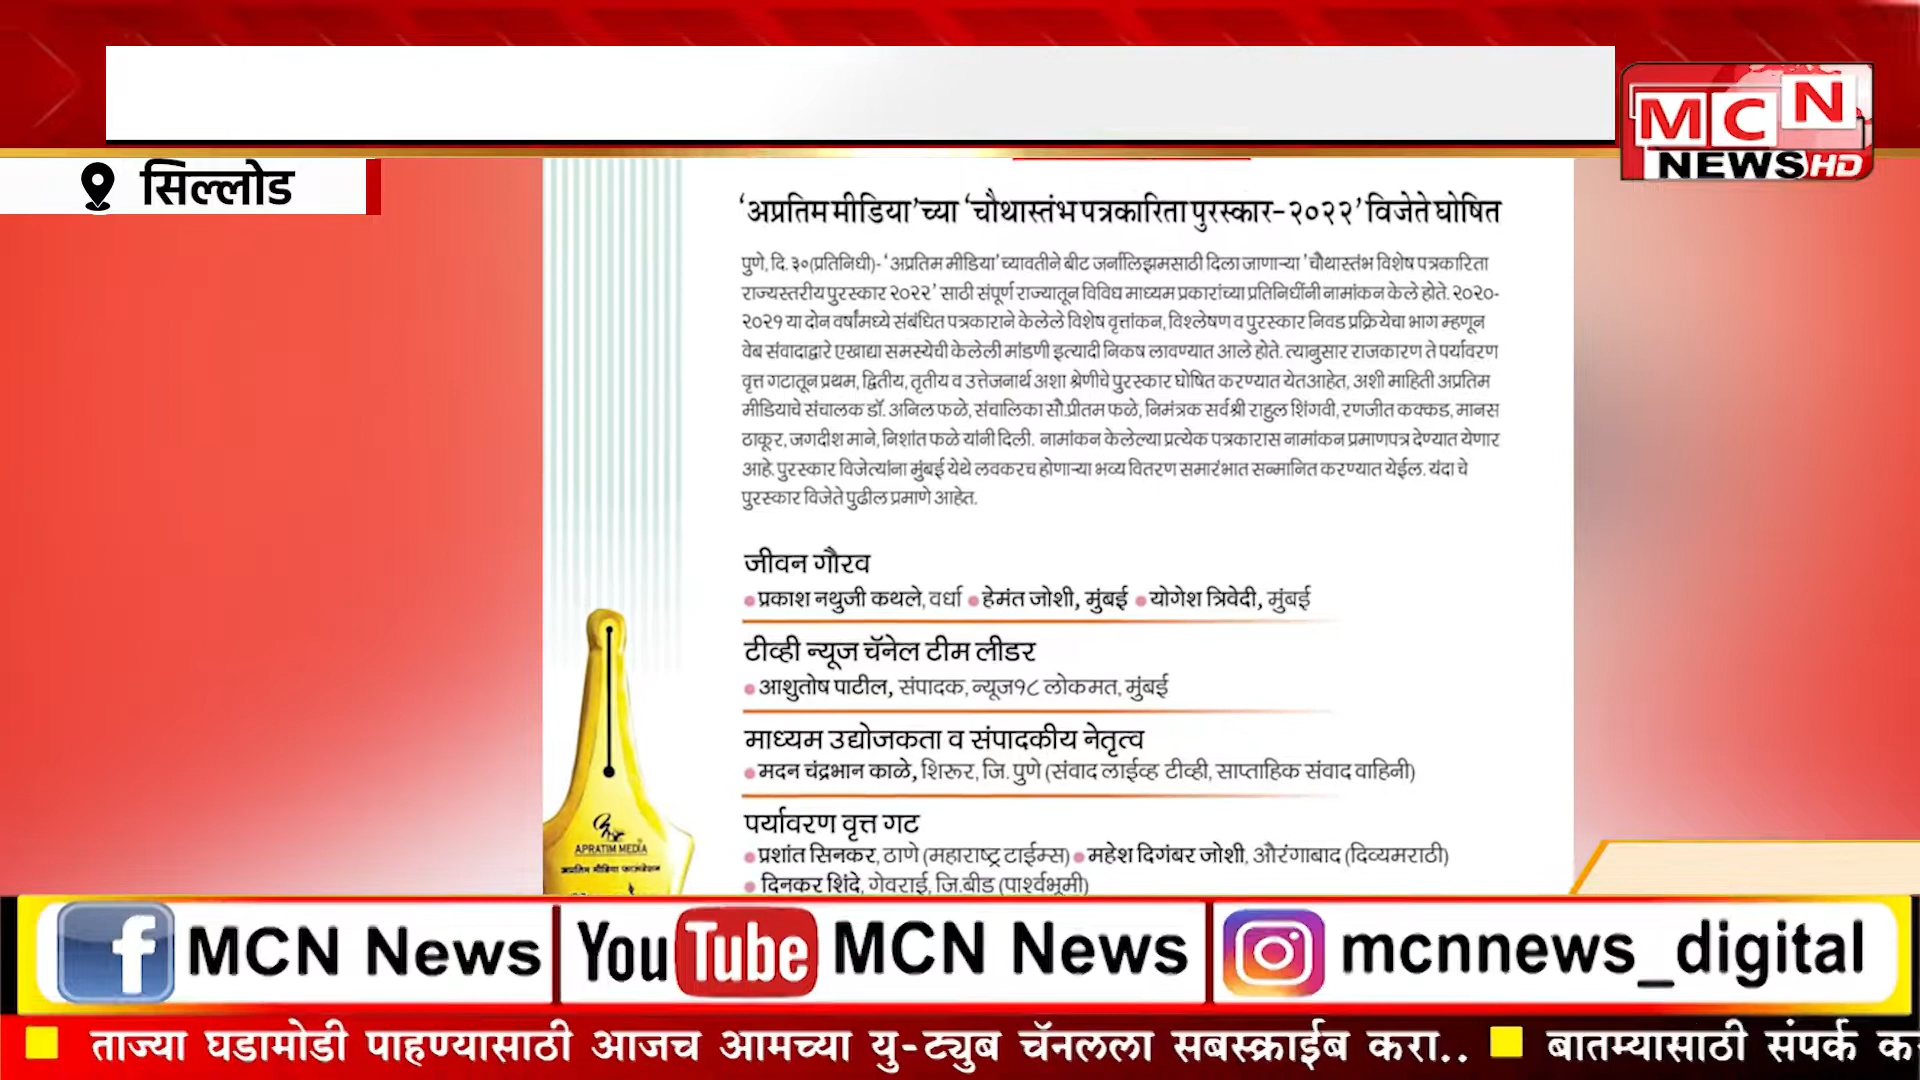 MCN
NEWS HD
सिल्लोड
‘अप्रतिम मीडिया’च्या ‘चौथास्तंभ पत्रकारिता पुरस्कार-२०२२’ विजेते घोषित
पुणे, दि. ३०(प्रतिनिधी)- ‘अप्रतिम मीडिया’ च्यावतीने बीट जर्नालिझमसाठी दिला जाणाऱ्या ’चौथास्तंभ विशेष पत्रकारिता
राज्यस्तरीय पुरस्कार २०२२’ साठी संपूर्ण राज्यातून विविध माध्यम प्रकारांच्या प्रतिनिधींनी नामांकन केले होते. २०२०-
२०२१ या दोन वर्षांमध्ये संबंधित पत्रकाराने केलेले विशेष वृत्तांकन, विश्लेषण व पुरस्कार निवड प्रक्रियेचा भाग म्हणून
वेब संवादाद्वारे एखाद्या समस्येची केलेली मांडणी इत्यादी निकष लावण्यात आले होते. त्यानुसार राजकारण ते पर्यावरण
वृत्त गटातून प्रथम, द्वितीय, तृतीय व उत्तेजनार्थ अशा श्रेणीचे पुरस्कार घोषित करण्यात येतआहेत, अशी माहिती अप्रतिम
मीडियाचे संचालक डॉ. अनिल फळे, संचालिका सौ.प्रीतम फळे, निमंत्रक सर्वश्री राहुल शिंगवी, रणजीत कक्कड, मानस
ठाकूर, जगदीश माने, निशांत फळे यांनी दिली. नामांकन केलेल्या प्रत्येक पत्रकारास नामांकन प्रमाणपत्र देण्यात येणार
आहे. पुरस्कार विजेत्यांना मुंबई येथे लवकरच होणाऱ्या भव्य वितरण समारंभात सन्मानित करण्यात येईल. यंदा चे
पुरस्कार विजेते पुढील प्रमाणे आहेत.
जीवन गौरव
प्रकाश नथुजी कथले, वर्धा हेमंत जोशी, मुंबई योगेश त्रिवेदी, मुंबई
टीव्ही न्यूज चॅनेल टीम लीडर
आशुतोष पाटील, संपादक, न्यूज१८ लोकमत, मुंबई
माध्यम उद्योजकता व संपादकीय नेतृत्व
मदन चंद्रभान काळे, शिरूर, जि. पुणे (संवाद लाईव्ह टीव्ही, साप्ताहिक संवाद वाहिनी)
पर्यावरण वृत्त गट
प्रशांत सिनकर, ठाणे (महाराष्ट्र टाईम्स) महेश दिगंबर जोशी, औरंगाबाद (दिव्यमराठी)
दिनकर शिंदे, गेवराई, जि.बीड (पार्श्वभूमी)
APRATIM MEDIA
अप्रतिम मीडिया फाऊंडेशन
MCN News
YouTube MCN News
mcnnews_digital
ताज्या घडामोडी पाहण्यासाठी आजच आमच्या यु-ट्युब चॅनलला सबस्क्राईब करा.. बातम्यासाठी संपर्क